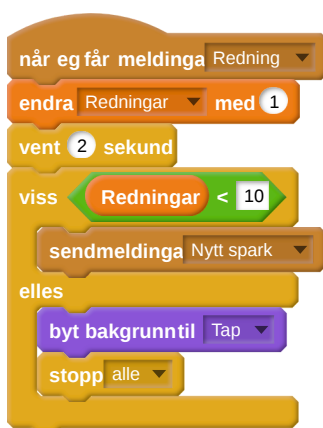 når eg får meldinga Redning
endra Redningar med 1
vent 2 sekund
viss Redningar < 10
sendmeldinga Nytt spark
elles
byt bakgrunntil Tap
stopp alle